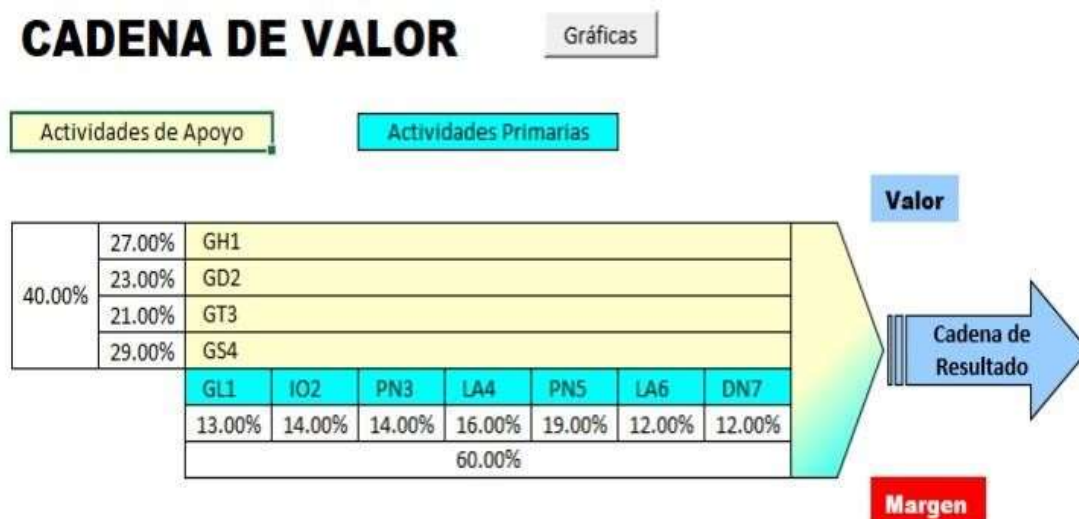 CADENA DE VALOR
Gráficas
Actividades de Apoyo
Actividades Primarias
Valor
40.00%
27.00% GH1
23.00% GD2
21.00% GT3
29.00% GS4
GL1 IO2 PN3 LA4 PN5 LA6 DN7
13.00% 14.00% 14.00% 16.00% 19.00% 12.00% 12.00%
60.00%
Cadena de
Resultado
Margen